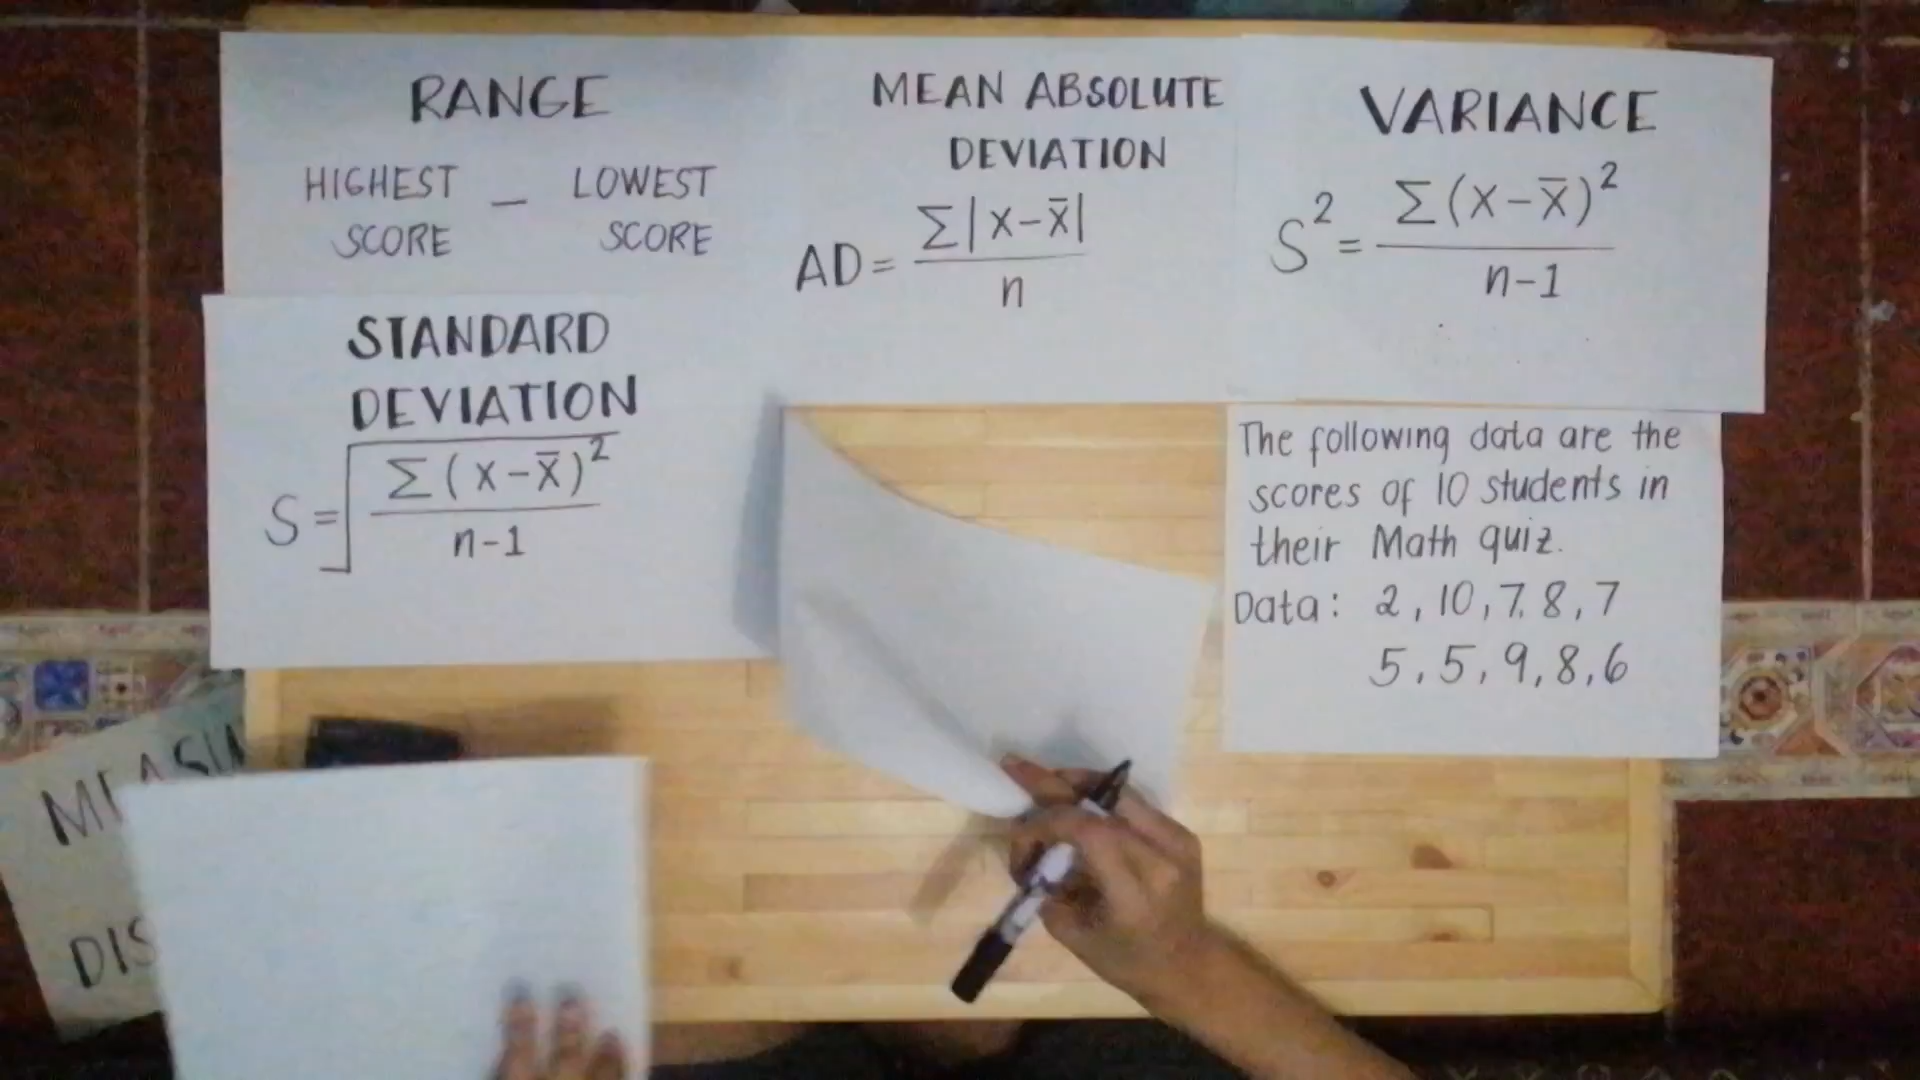 RANGE
HIGHEST SCORE – LOWEST SCORE
MEAN ABSOLUTE
DEVIATION
AD = Σ|x-x̄| / n
VARIANCE
S² = Σ(x-x̄)² / n-1
STANDARD
DEVIATION
S = √(Σ(x-x̄)² / n-1)
The following data are the
scores of 10 students in
their Math quiz.
Data: 2, 10, 7, 8, 7
5, 5, 9, 8, 6